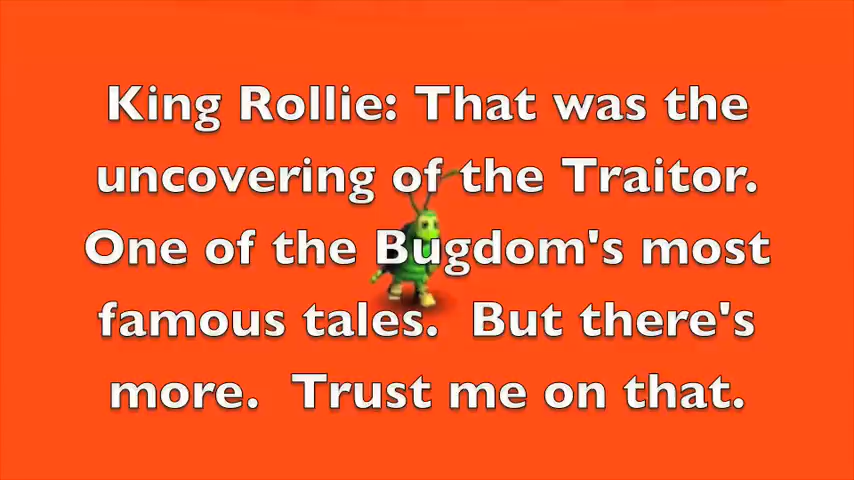 King Rollie: That was the
uncovering of the Traitor.
One of the Bugdom's most
famous tales.  But there's
more.  Trust me on that.